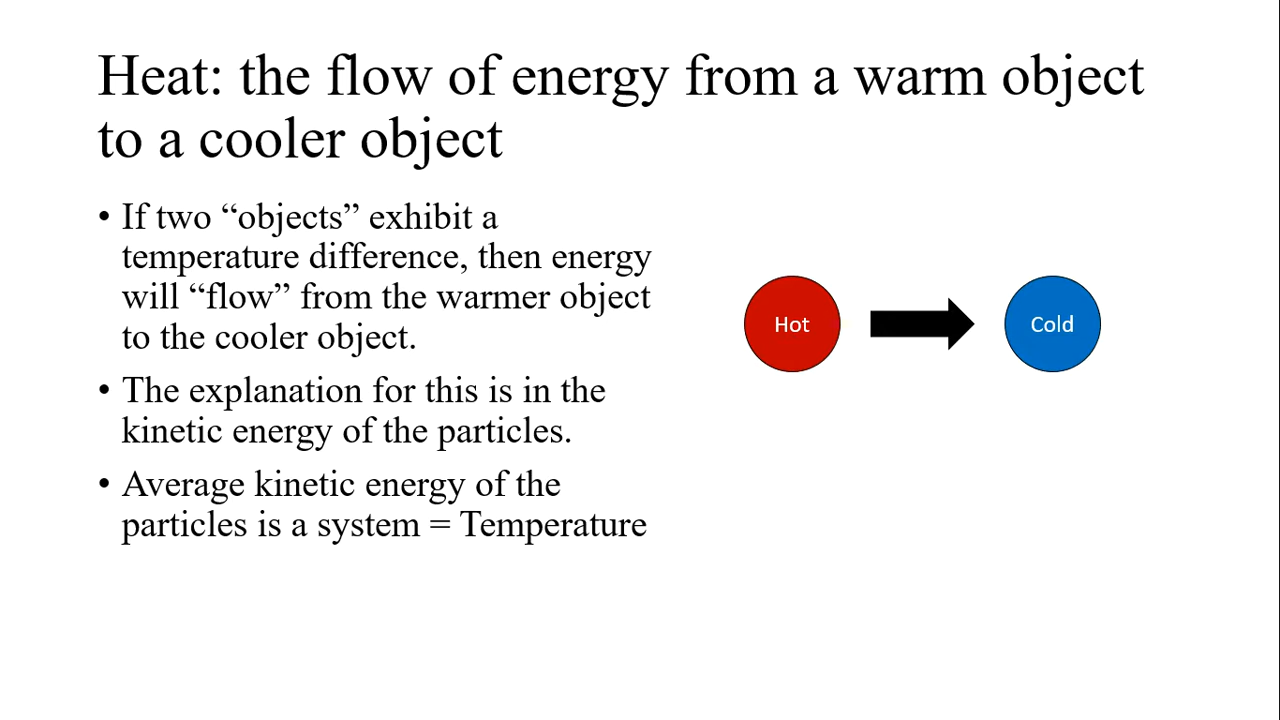 Heat: the flow of energy from a warm object
to a cooler object
• If two “objects” exhibit a
temperature difference, then energy
will “flow” from the warmer object
to the cooler object.
• The explanation for this is in the
kinetic energy of the particles.
• Average kinetic energy of the
particles is a system = Temperature
Hot
Cold